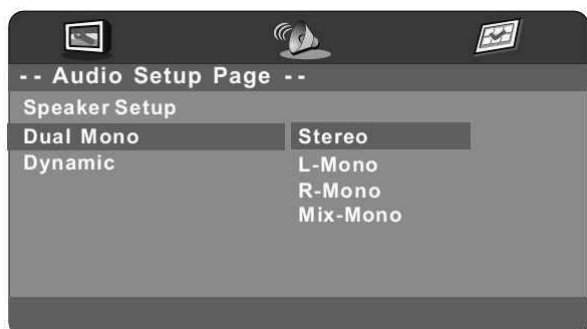 - - Audio Setup Page - -
Speaker Setup
Dual Mono Stereo
Dynamic L-Mono
R-Mono
Mix-Mono